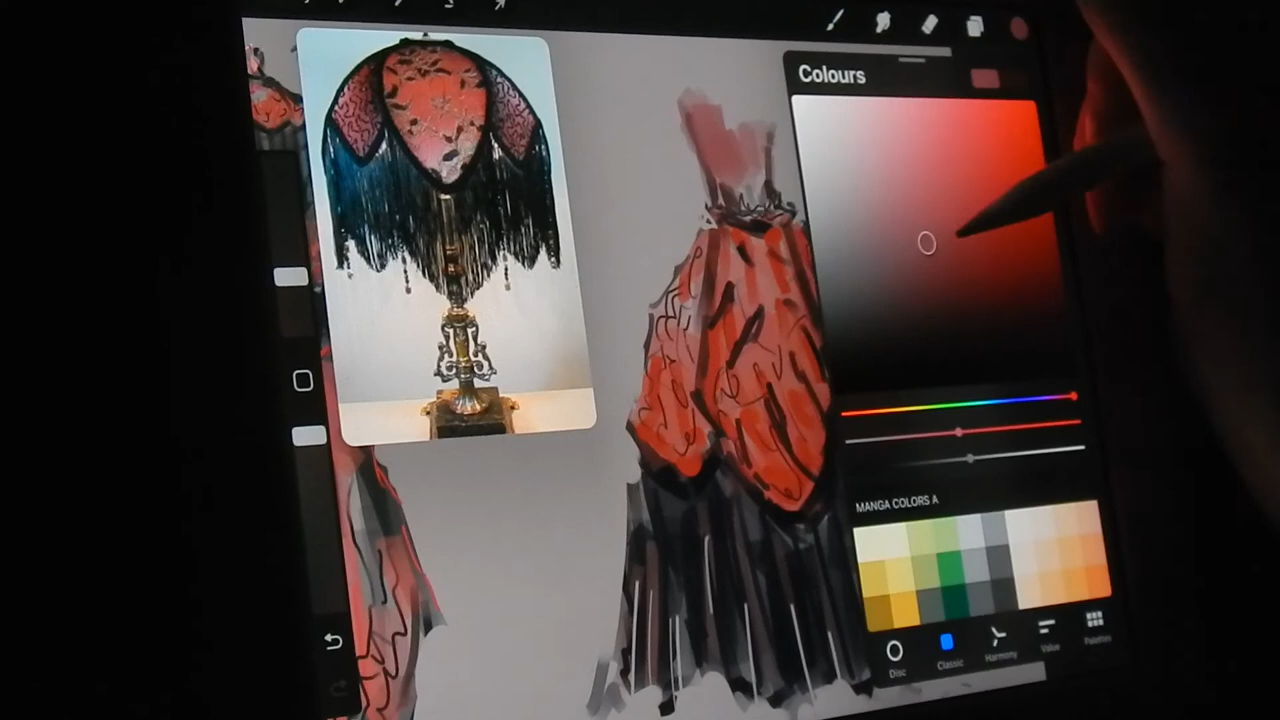 Colours
MANGA COLORS A
Disc
Classic
Harmony
Value
Palettes